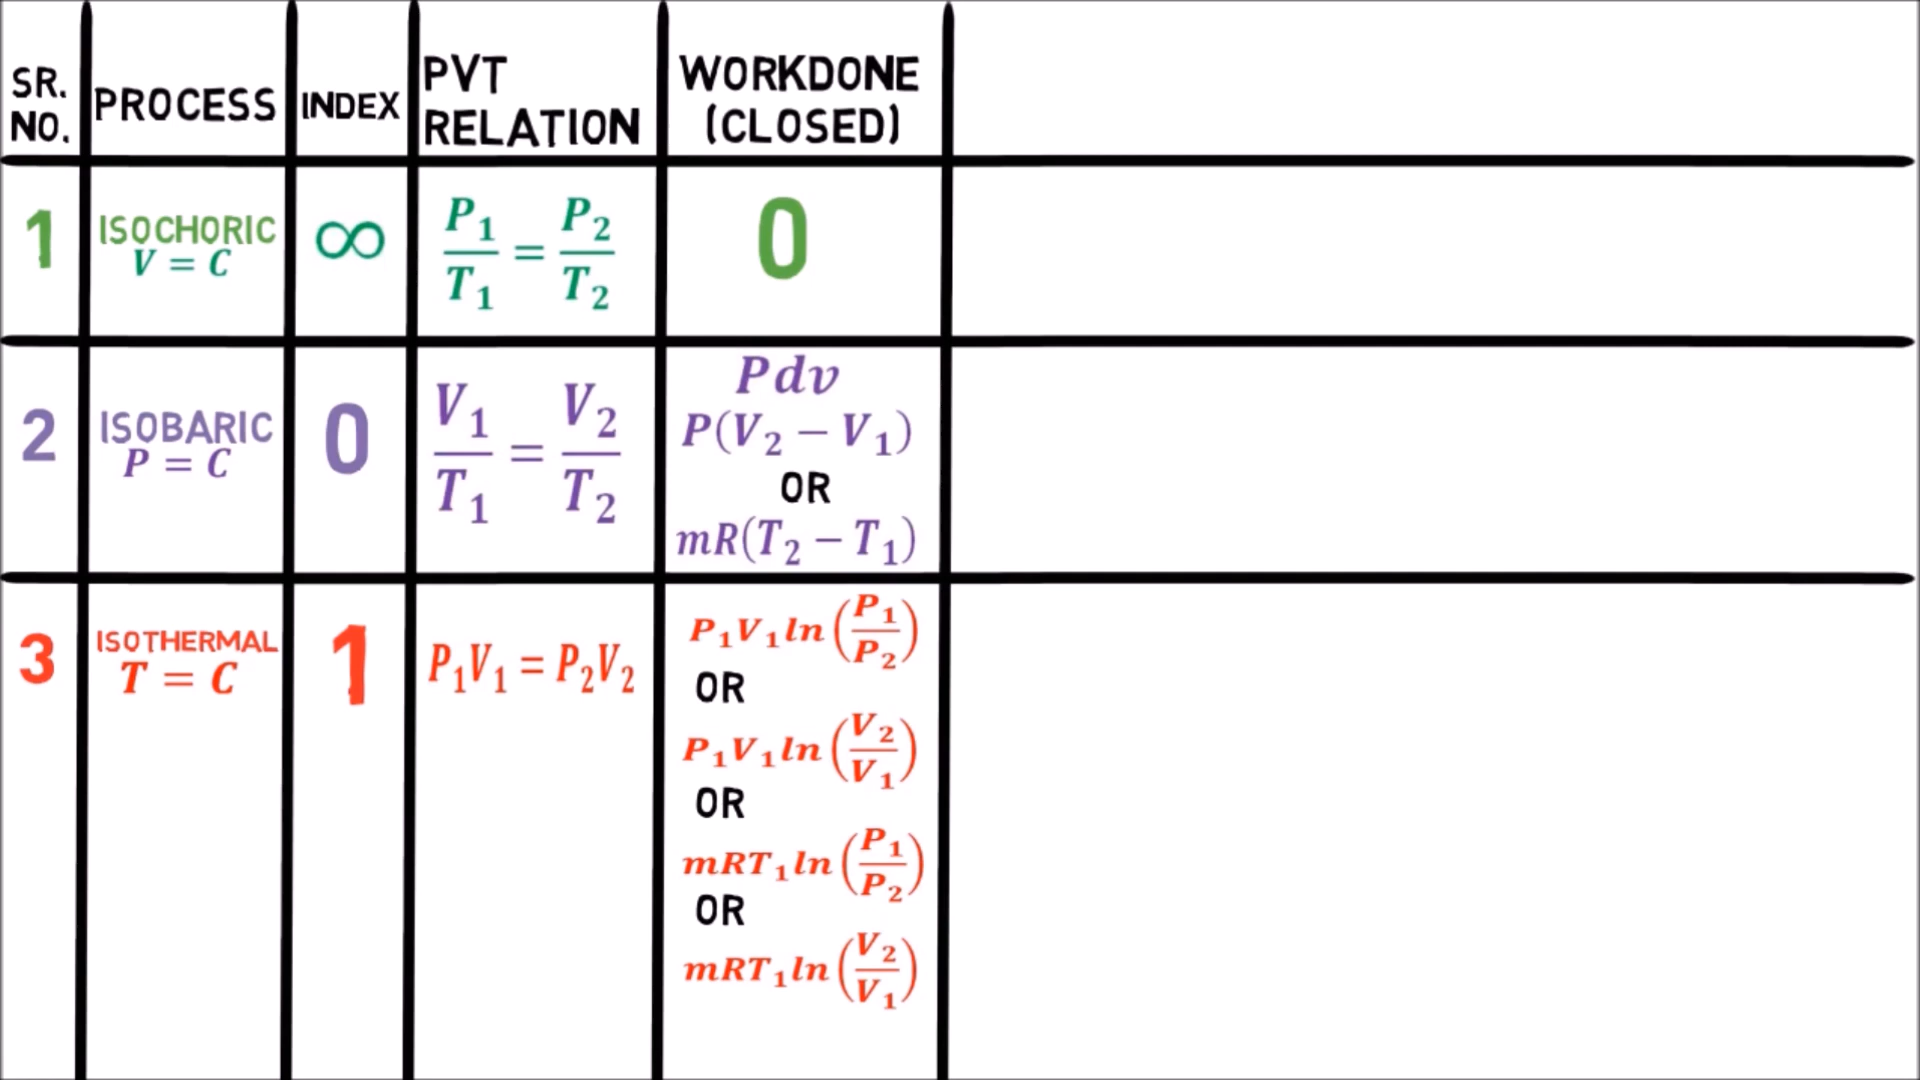 SR. NO.
PROCESS
INDEX
PVT RELATION
WORKDONE (CLOSED)
1
ISOCHORIC
V = C
∞
P₁/T₁ = P₂/T₂
0
2
ISOBARIC
P = C
0
V₁/T₁ = V₂/T₂
Pdv
P(V₂ − V₁)
OR
mR(T₂ − T₁)
3
ISOTHERMAL
T = C
1
P₁V₁ = P₂V₂
P₁V₁ln(P₁/P₂)
OR
P₁V₁ln(V₂/V₁)
OR
mRT₁ln(P₁/P₂)
OR
mRT₁ln(V₂/V₁)